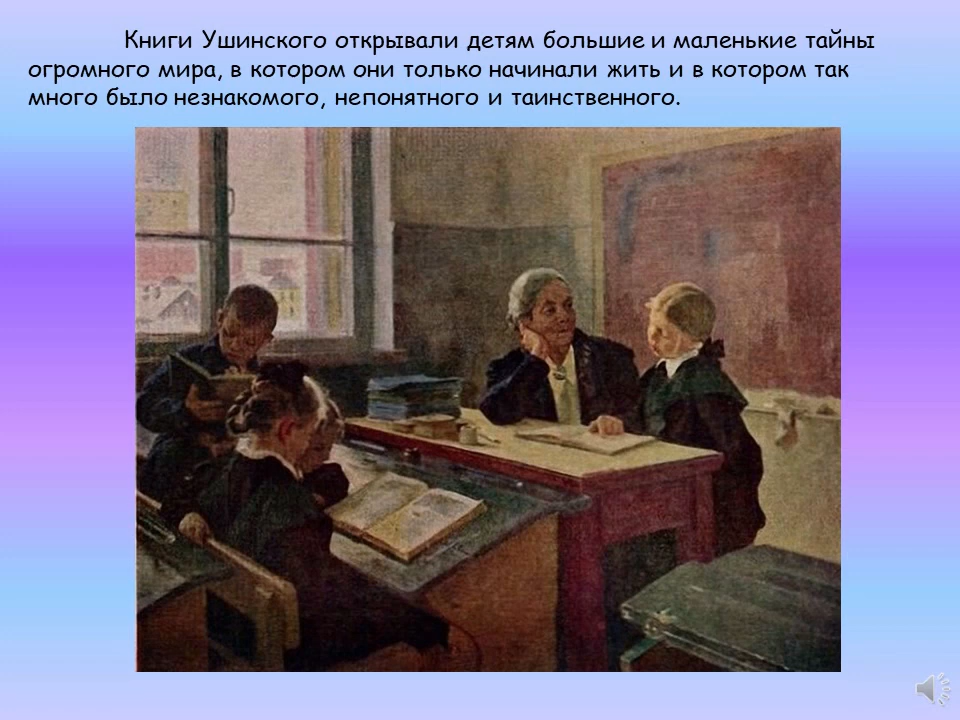 Книги Ушинского открывали детям большие и маленькие тайны
огромного мира, в котором они только начинали жить и в котором так
много было незнакомого, непонятного и таинственного.